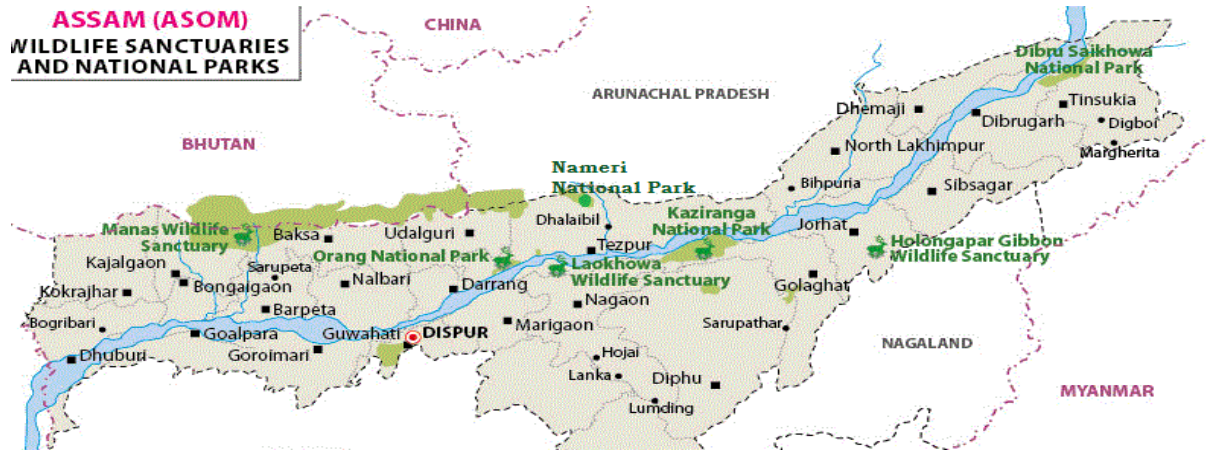 ASSAM (ASOM)
WILDLIFE SANCTUARIES
AND NATIONAL PARKS
CHINA
Dibru Saikhowa
National Park
ARUNACHAL PRADESH
Dhemaji
Tinsukia
Dibrugarh
Digboi
BHUTAN
North Lakhimpur
Margherita
Nameri
National Park
Bihpuria
Sibsagar
Dhalaibil
Kaziranga
National Park
Manas Wildlife
Sanctuary
Baksa
Udalguri
Jorhat
Tezpur
Holongapar Gibbon
Wildlife Sanctuary
Orang National Park
Kajalgaon
Sarupeta
Laokhowa
Wildlife Sanctuary
Golaghat
Kokrajhar
Bongaigaon
Nalbari
Darrang
Nagaon
Barpeta
Bogribari
Goalpara
Guwahati
DISPUR
Marigaon
Sarupathar
NAGALAND
Dhuburi
Goroimari
Hojai
Lanka
Diphu
MYANMAR
Lumding